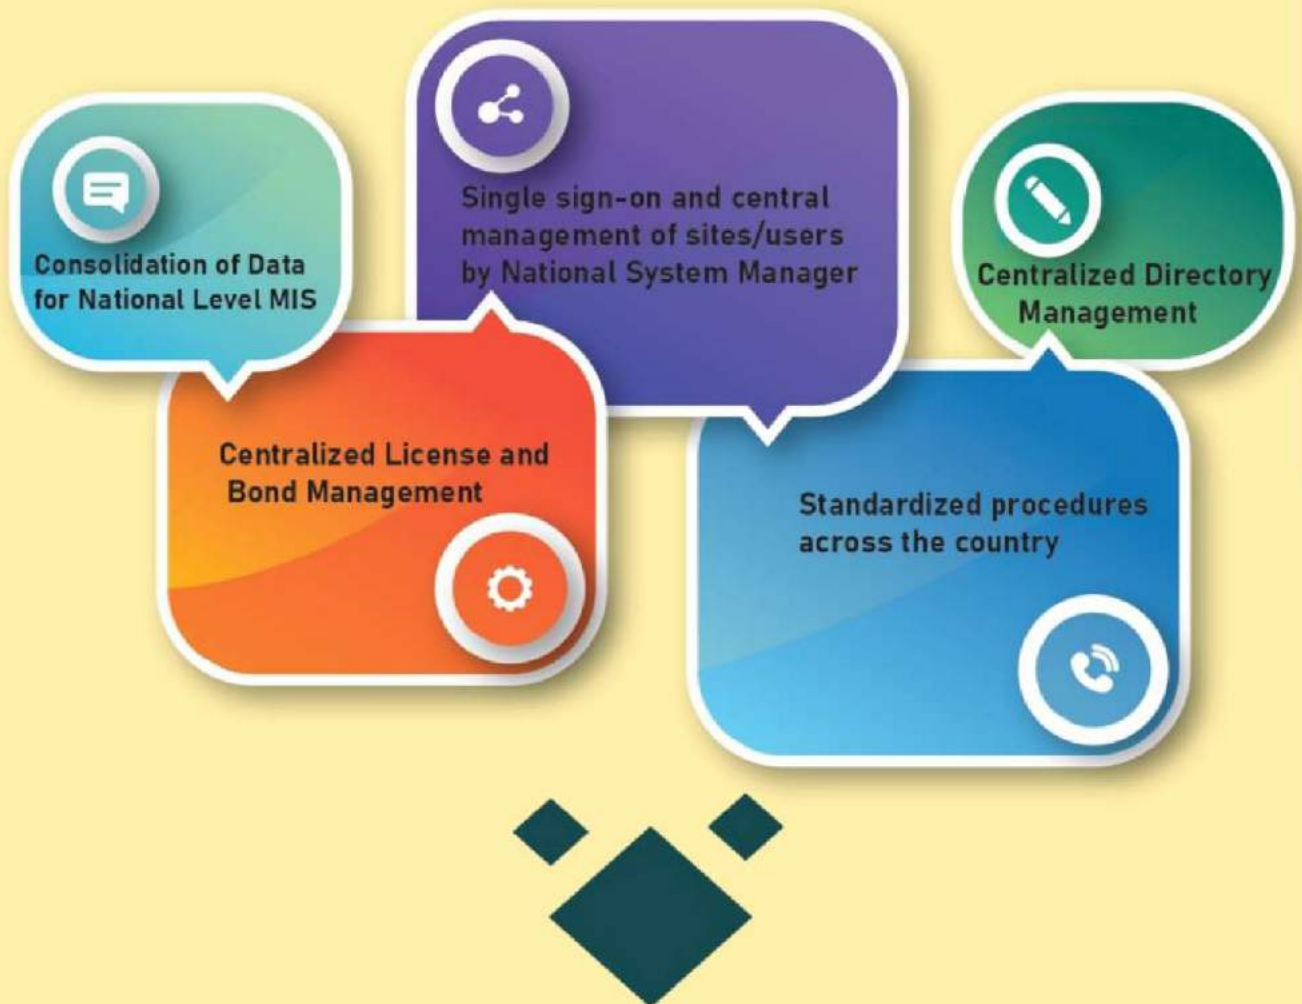 Consolidation of Data
for National Level MIS
Single sign-on and central
management of sites/users
by National System Manager
Centralized Directory
Management
Centralized License and
Bond Management
Standardized procedures
across the country